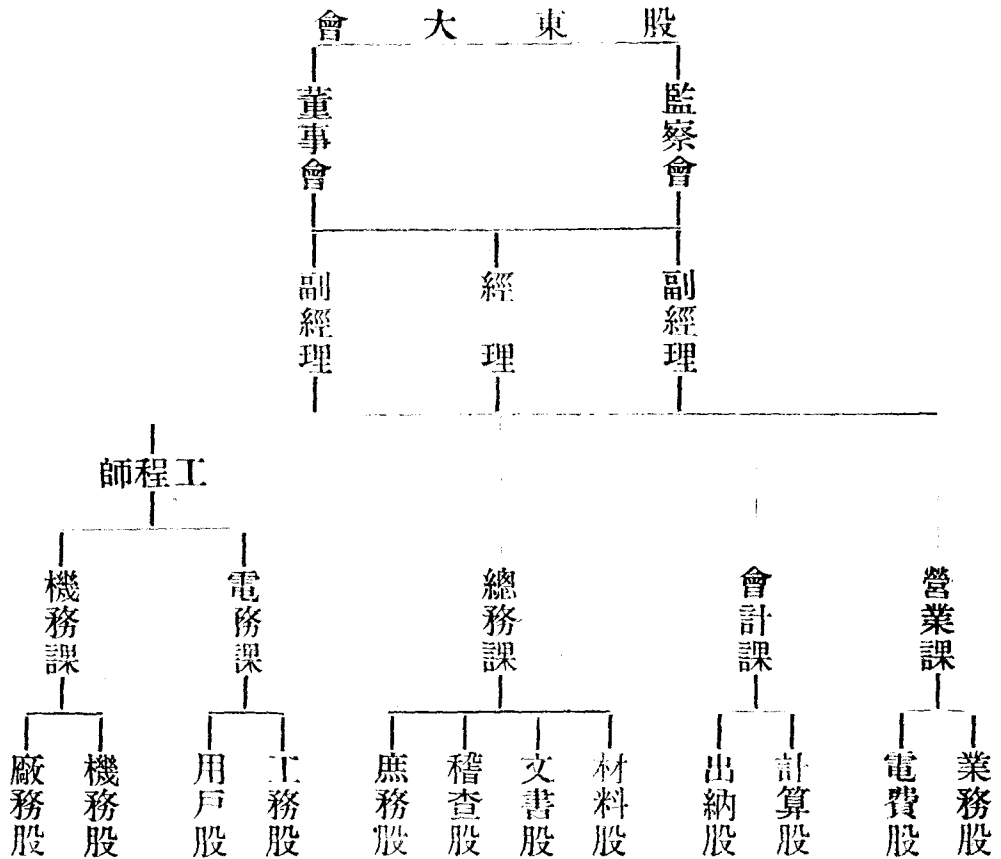 股東大會
監察會
董事會
副經理
經理
副經理
工程師
營業課
會計課
總務課
電務課
機務課
業務股
電費股
計算股
出納股
材料股
文書股
稽查股
庶務股
工務股
用戶股
機務股
廠務股